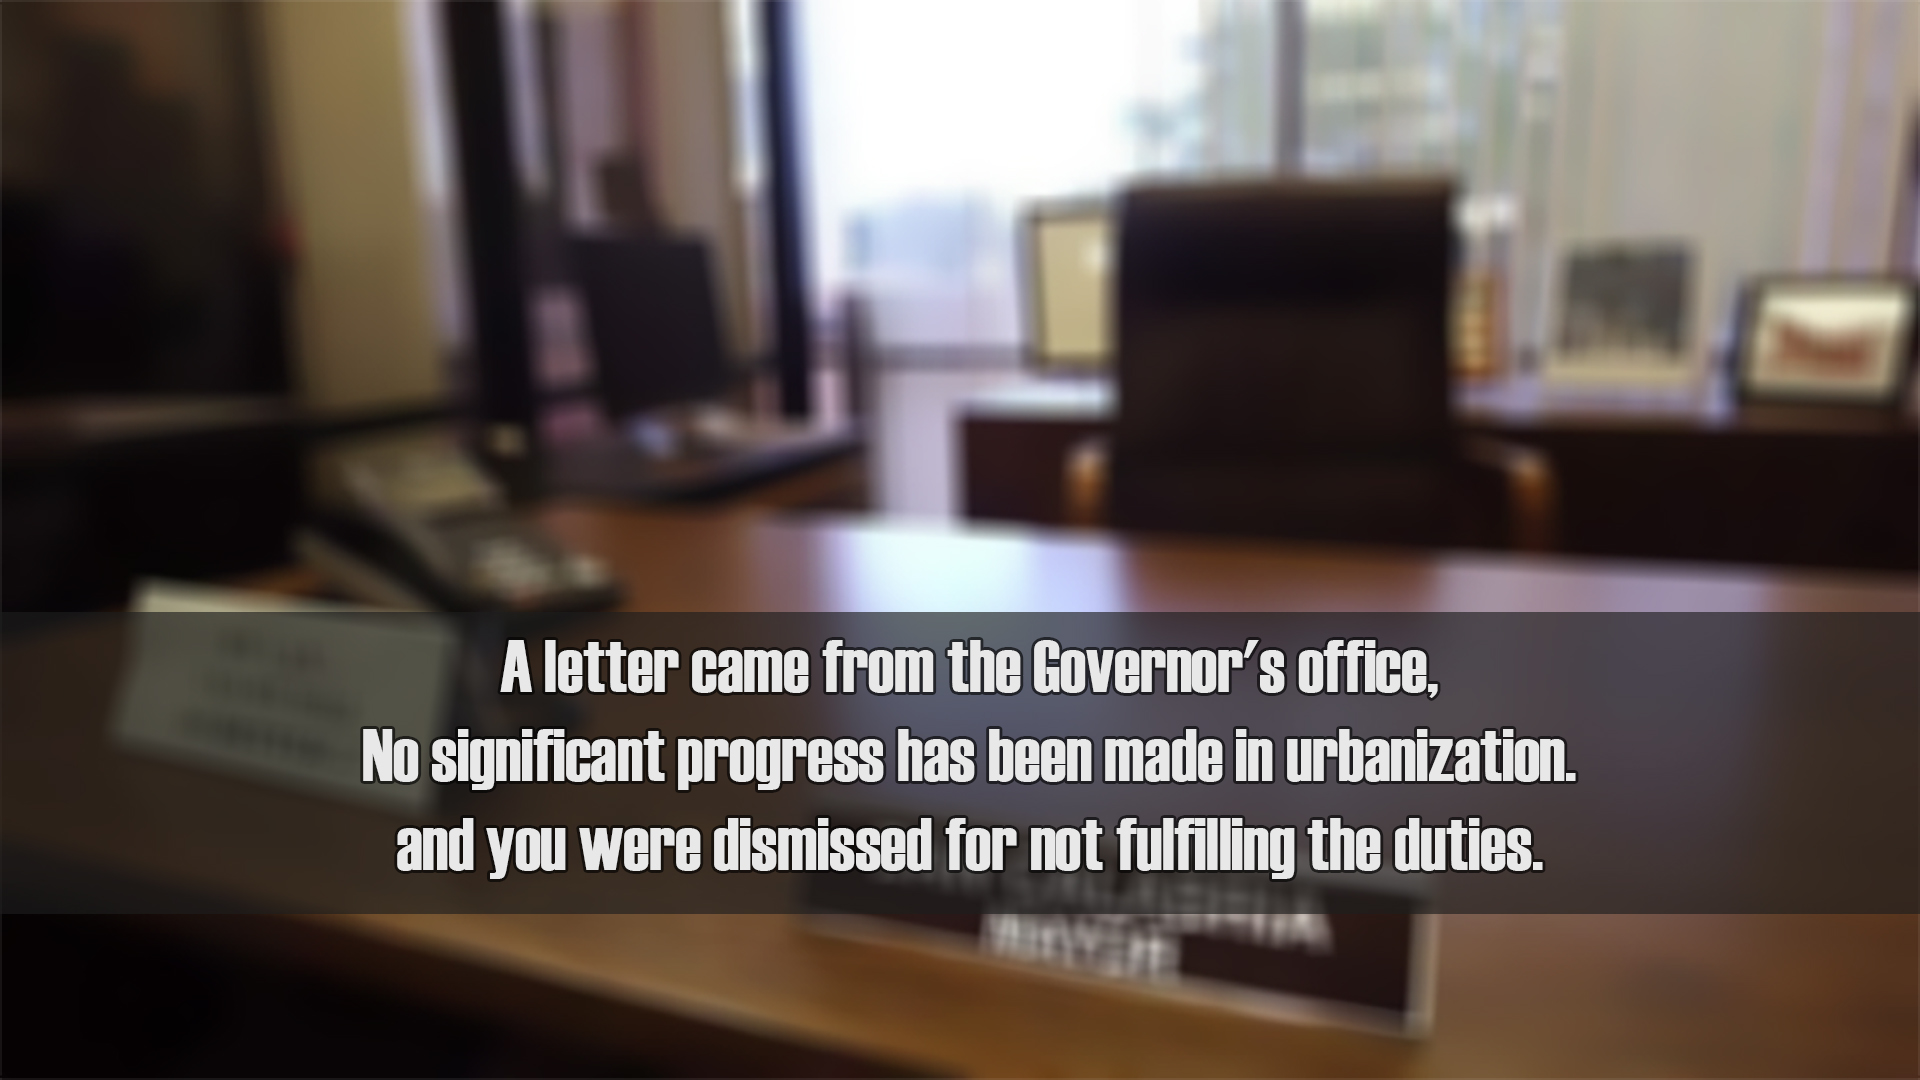 A letter came from the Governor's office,
No significant progress has been made in urbanization.
and you were dismissed for not fulfilling the duties.